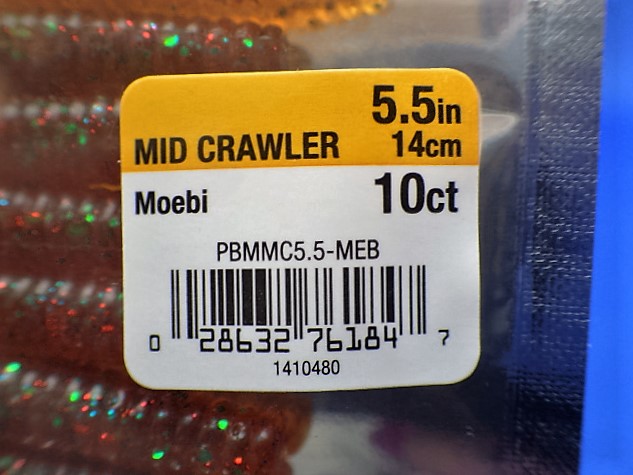 5.5in
MID CRAWLER 14cm
Moebi 10ct
PBMMC5.5-MEB
0 28632 76184 7
1410480